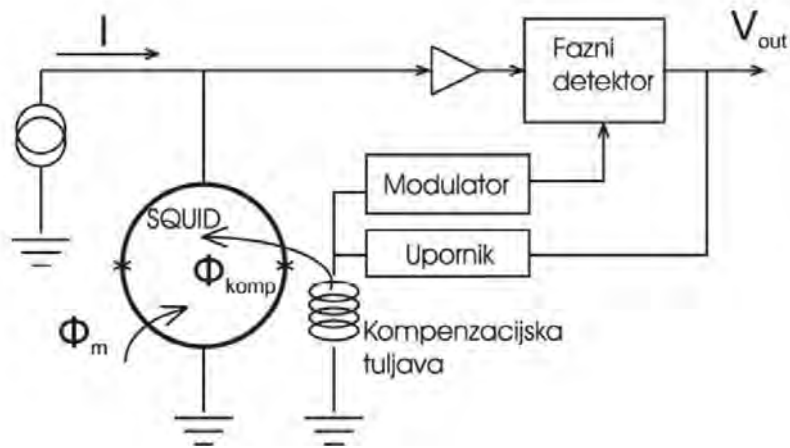 I
V out
Fazni
detektor
Modulator
SQUID
Upornik
Φ komp
Φ m
Kompenzacijska
tuljava